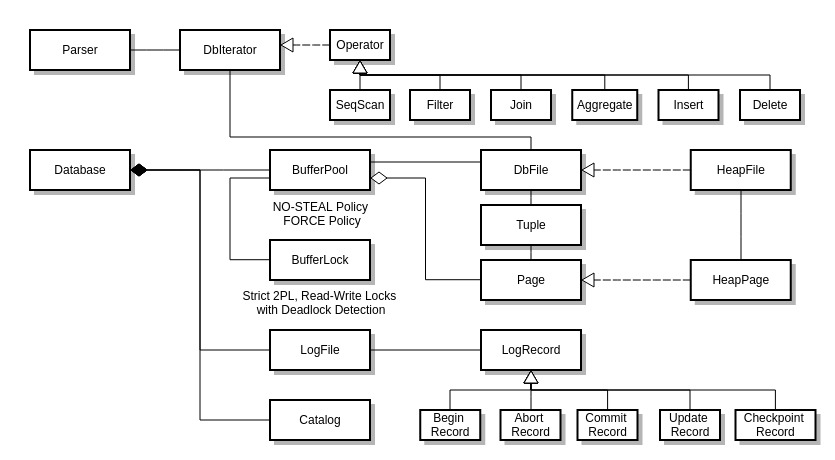 Parser
DbIterator
Operator
SeqScan
Filter
Join
Aggregate
Insert
Delete
Database
BufferPool
DbFile
HeapFile
NO-STEAL Policy
FORCE Policy
Tuple
BufferLock
Page
HeapPage
Strict 2PL, Read-Write Locks
with Deadlock Detection
LogFile
LogRecord
Catalog
Begin
Record
Abort
Record
Commit
Record
Update
Record
Checkpoint
Record